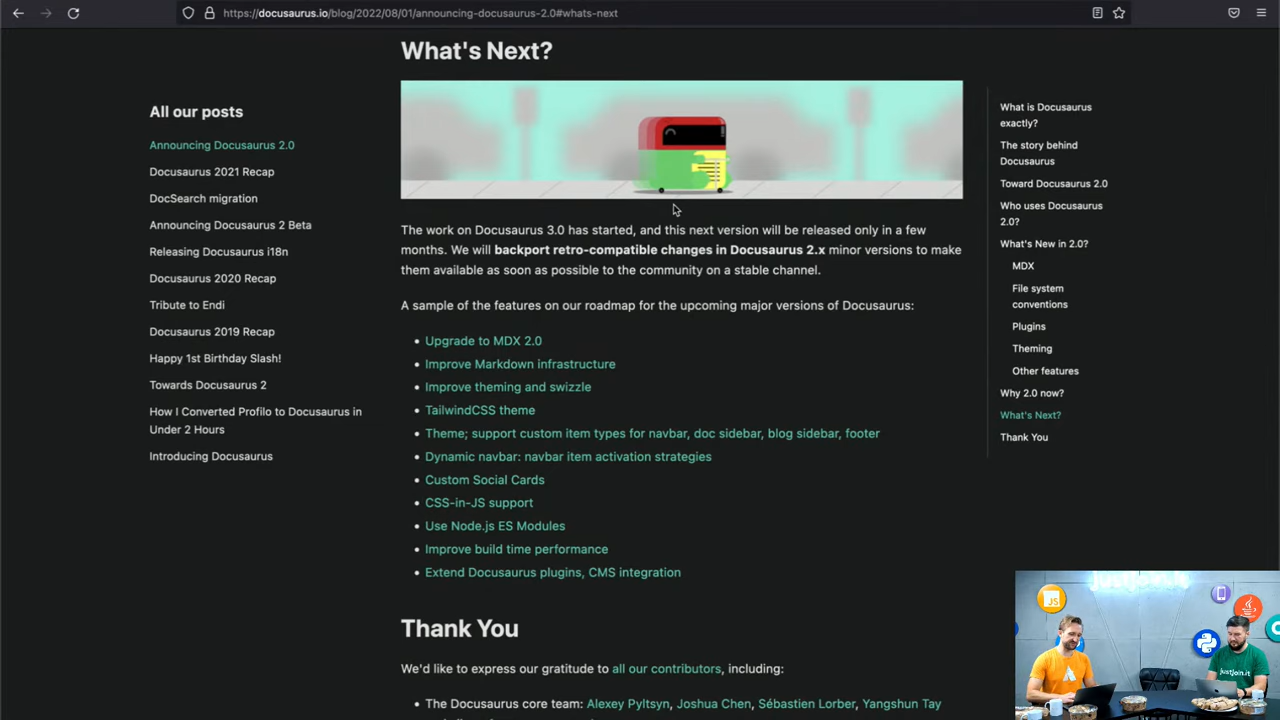 https://docusaurus.io/blog/2022/08/01/announcing-docusaurus-2.0#whats-next
All our posts
Announcing Docusaurus 2.0
Docusaurus 2021 Recap
DocSearch migration
Announcing Docusaurus 2 Beta
Releasing Docusaurus i18n
Docusaurus 2020 Recap
Tribute to Endi
Docusaurus 2019 Recap
Happy 1st Birthday Slash!
Towards Docusaurus 2
How I Converted Profilo to Docusaurus in
Under 2 Hours
Introducing Docusaurus
What's Next?
The work on Docusaurus 3.0 has started, and this next version will be released only in a few
months. We will backport retro-compatible changes in Docusaurus 2.x minor versions to make
them available as soon as possible to the community on a stable channel.
A sample of the features on our roadmap for the upcoming major versions of Docusaurus:
• Upgrade to MDX 2.0
• Improve Markdown infrastructure
• Improve theming and swizzle
• TailwindCSS theme
• Theme; support custom item types for navbar, doc sidebar, blog sidebar, footer
• Dynamic navbar: navbar item activation strategies
• Custom Social Cards
• CSS-in-JS support
• Use Node.js ES Modules
• Improve build time performance
• Extend Docusaurus plugins, CMS integration
Thank You
We'd like to express our gratitude to all our contributors, including:
• The Docusaurus core team: Alexey Pyltsyn, Joshua Chen, Sébastien Lorber, Yangshun Tay
What is Docusaurus
exactly?
The story behind
Docusaurus
Toward Docusaurus 2.0
Who uses Docusaurus
2.0?
What's New in 2.0?
MDX
File system
conventions
Plugins
Theming
Other features
Why 2.0 now?
What's Next?
Thank You
JS
justjoin.it